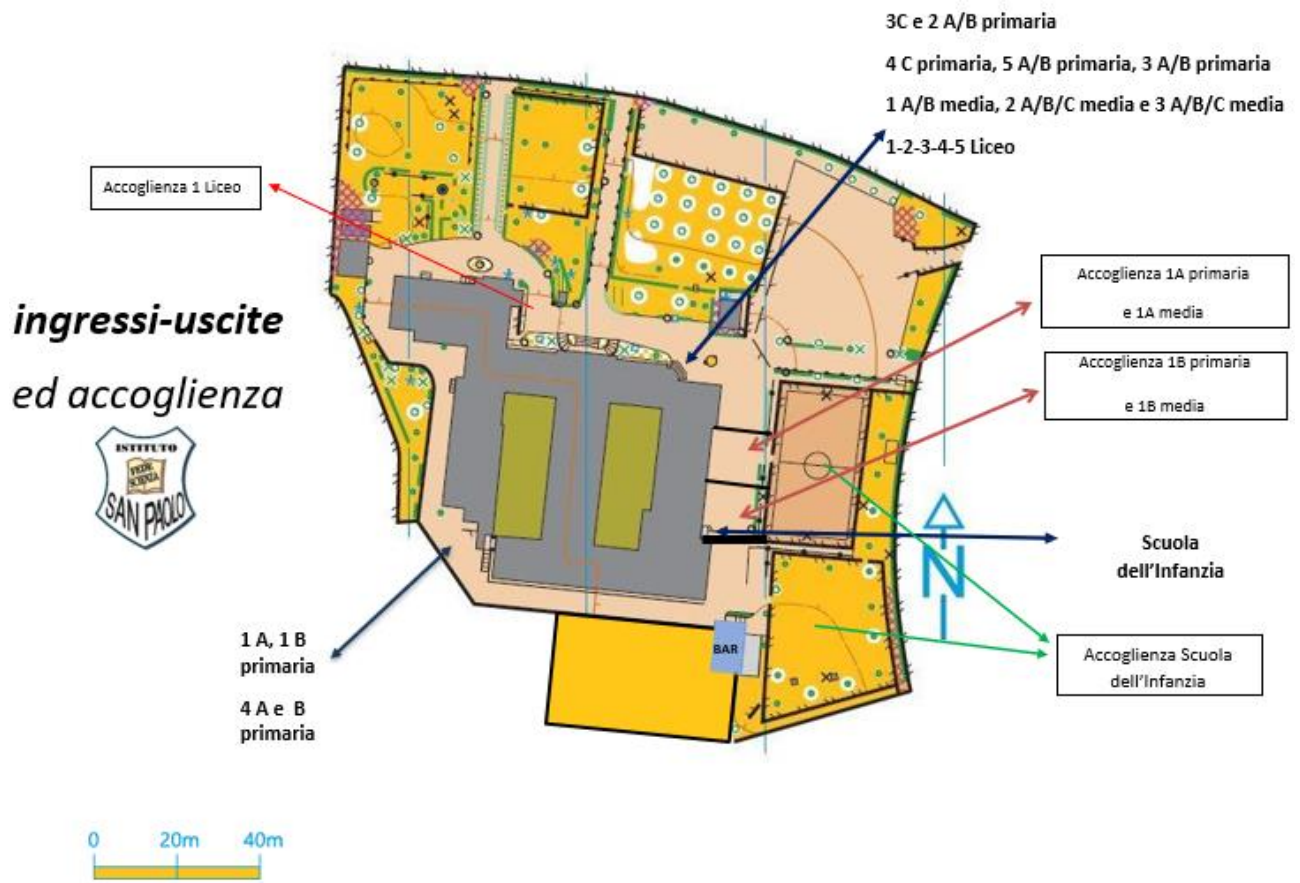 3C e 2 A/B primaria
4 C primaria, 5 A/B primaria, 3 A/B primaria
1 A/B media, 2 A/B/C media e 3 A/B/C media
1-2-3-4-5 Liceo
Accoglienza 1 Liceo
ingressi-uscite
ed accoglienza
ISTITUTO
FEDE
SCIENZA
SAN PAOLO
Accoglienza 1A primaria
e 1A media
Accoglienza 1B primaria
e 1B media
Scuola
dell'Infanzia
N
Accoglienza Scuola
dell'Infanzia
BAR
1 A, 1 B
primaria
4 A e B
primaria
0 20m 40m